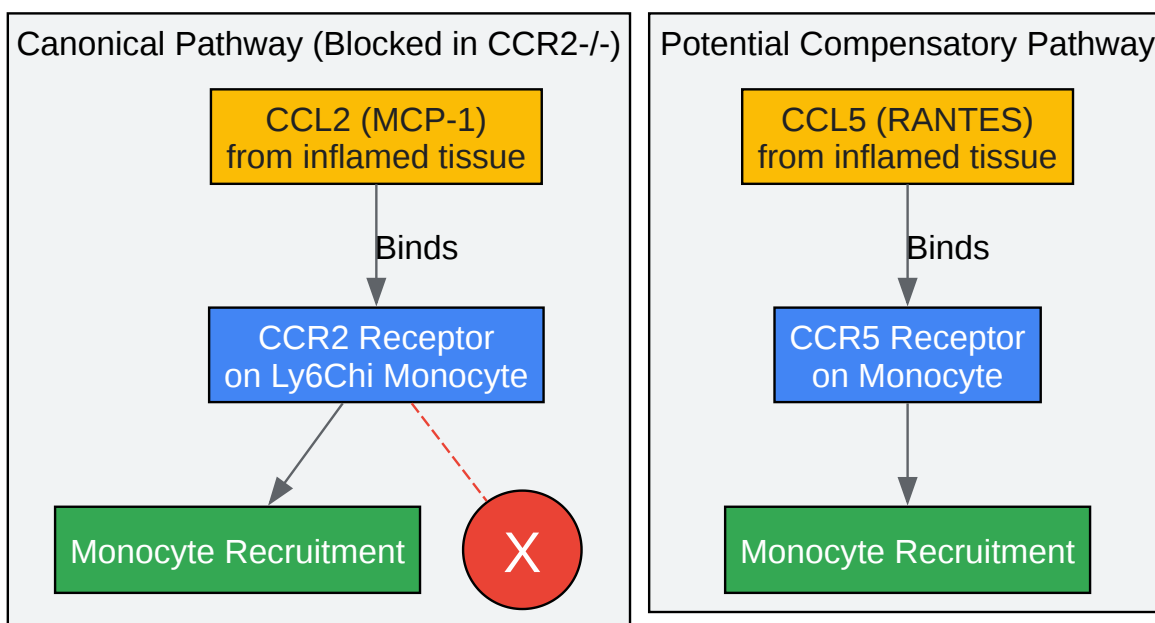 Canonical Pathway (Blocked in CCR2-/-)
CCL2 (MCP-1)
from inflamed tissue
Binds
CCR2 Receptor
on Ly6Chi Monocyte
Monocyte Recruitment
X
Potential Compensatory Pathway
CCL5 (RANTES)
from inflamed tissue
Binds
CCR5 Receptor
on Monocyte
Monocyte Recruitment